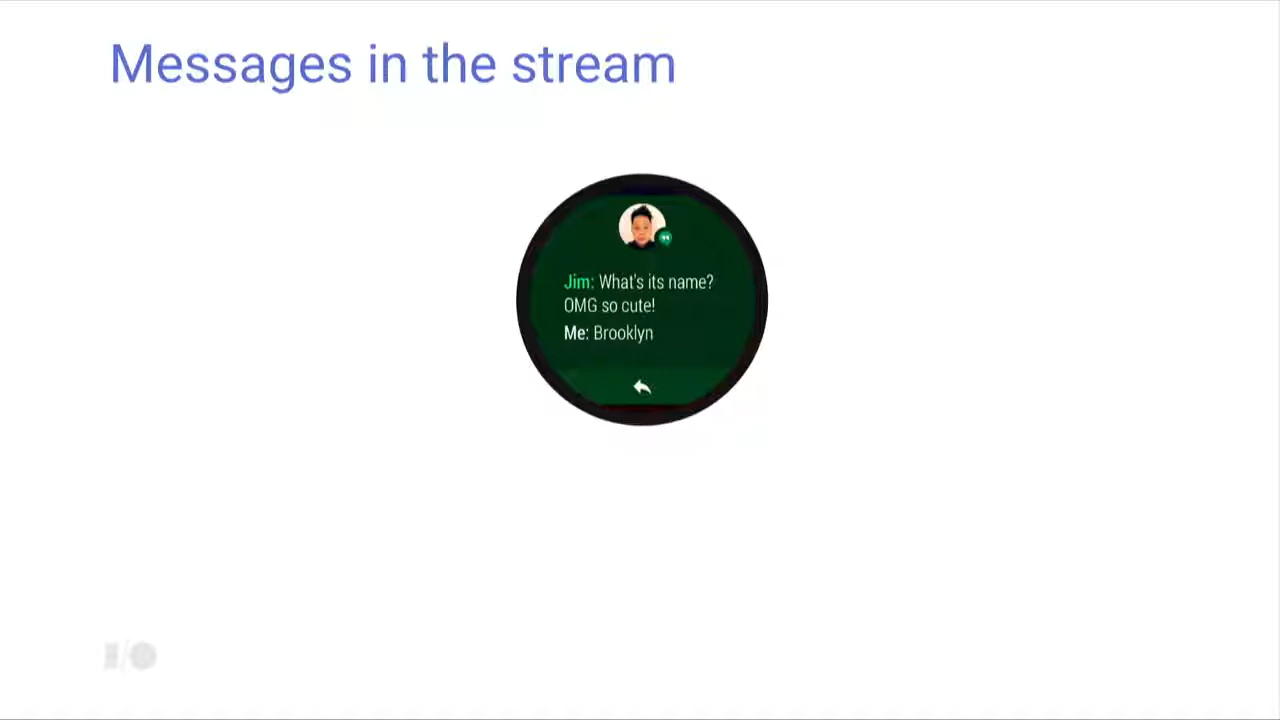 Messages in the stream
Jim: What's its name?
OMG so cute!
Me: Brooklyn
I/O